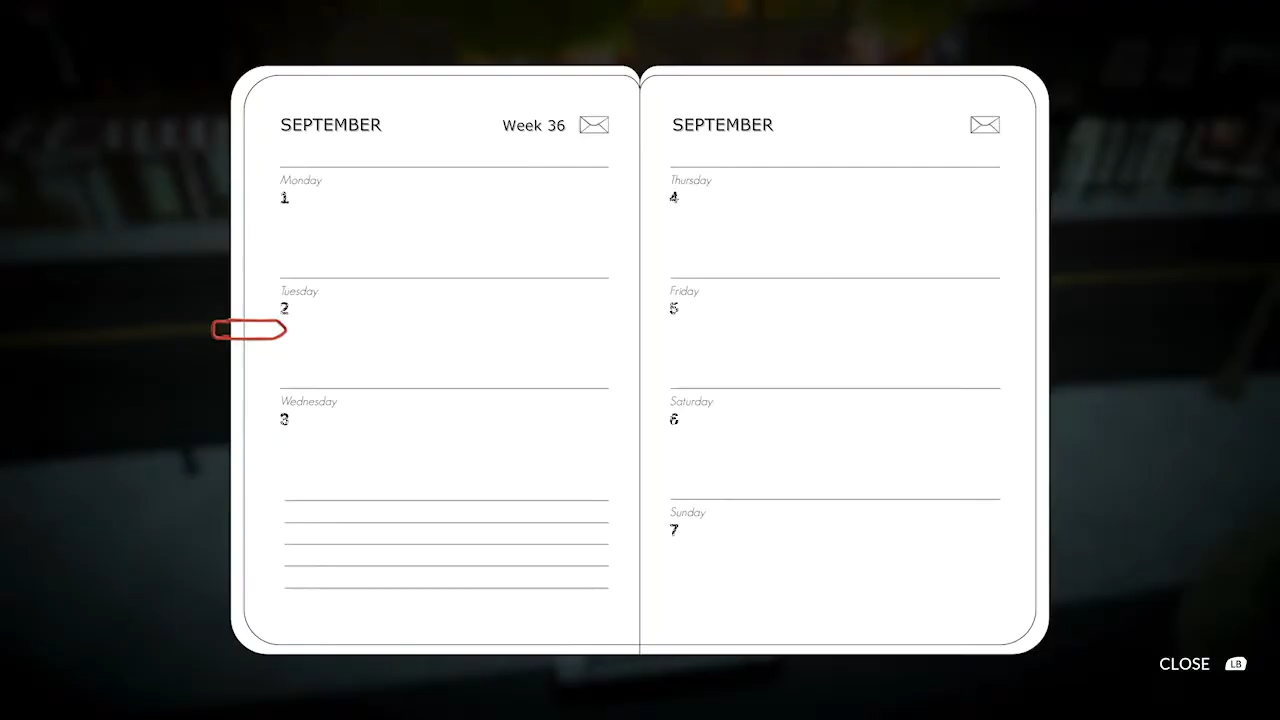 SEPTEMBER Week 36
Monday
1
Tuesday
2
Wednesday
3
SEPTEMBER
Thursday
4
Friday
5
Saturday
6
Sunday
7
CLOSE LB